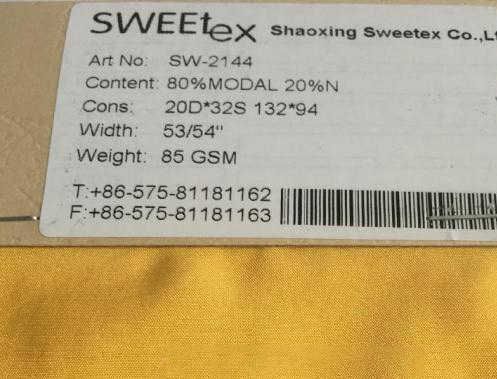 SWEEtex Shaoxing Sweetex Co.,Lt
Art No: SW-2144
Content: 80%MODAL 20%N
Cons: 20D*32S 132*94
Width: 53/54"
Weight: 85 GSM
T:+86-575-81181162
F:+86-575-81181163